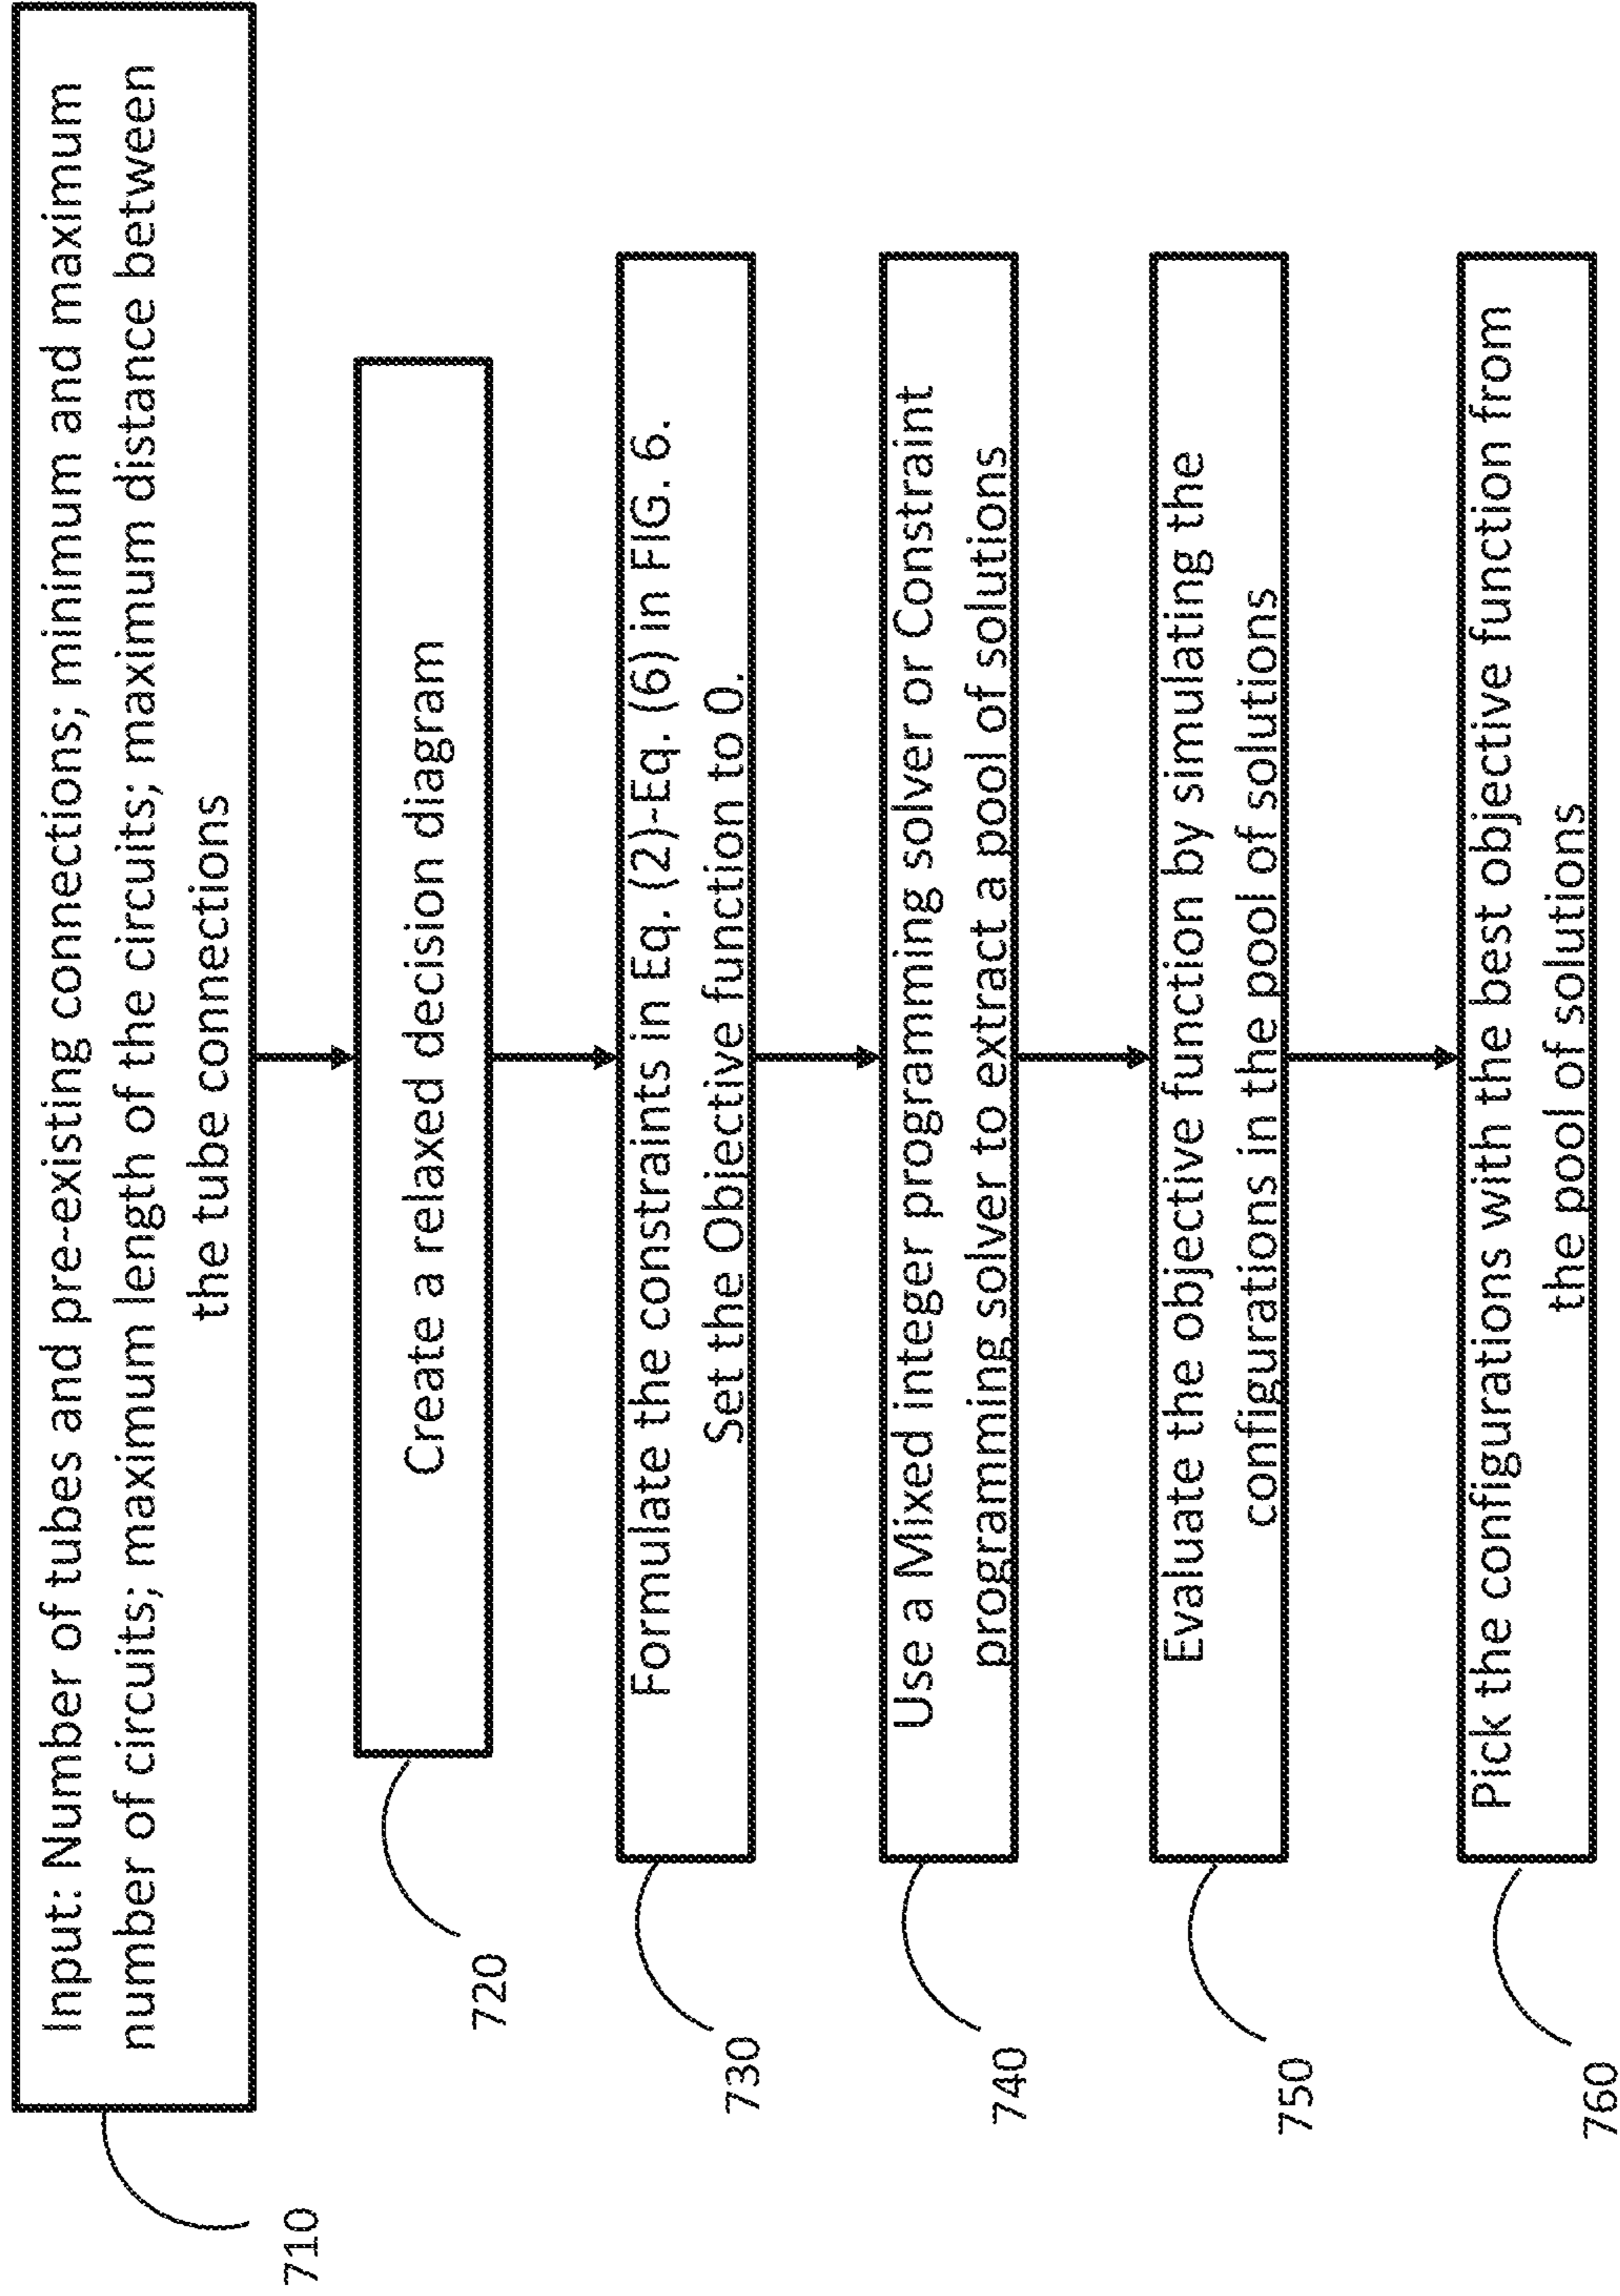 Input: Number of tubes and pre-existing connections; minimum and maximum
number of circuits; maximum length of the circuits; maximum distance between
the tube connections
710
Create a relaxed decision diagram
720
Formulate the constraints in Eq. (2)-Eq. (6) in FIG. 6.
Set the Objective function to 0.
730
Use a Mixed integer programming solver or Constraint
programming solver to extract a pool of solutions
740
Evaluate the objective function by simulating the
configurations in the pool of solutions
750
Pick the configurations with the best objective function from
the pool of solutions
760